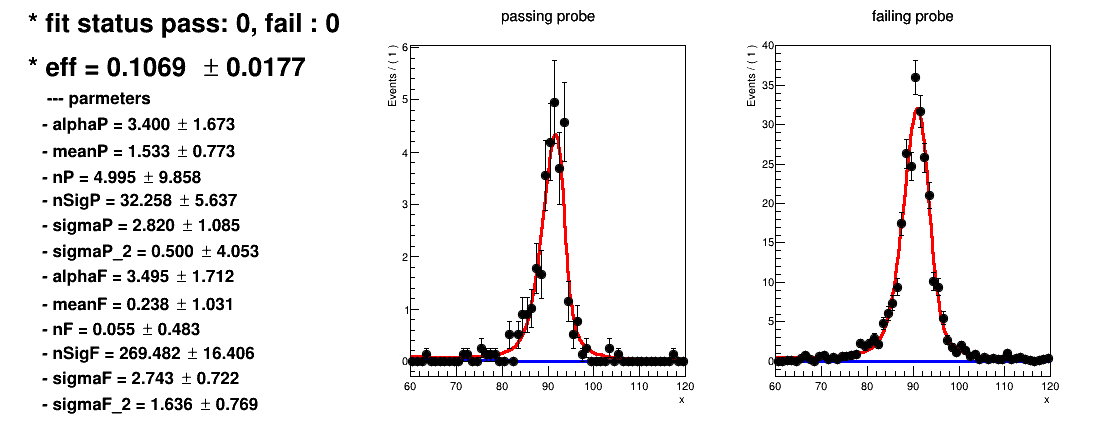 * fit status pass: 0, fail : 0
* eff = 0.1069 ± 0.0177
--- parmeters
- alphaP = 3.400 ± 1.673
- meanP = 1.533 ± 0.773
- nP = 4.995 ± 9.858
- nSigP = 32.258 ± 5.637
- sigmaP = 2.820 ± 1.085
- sigmaP_2 = 0.500 ± 4.053
- alphaF = 3.495 ± 1.712
- meanF = 0.238 ± 1.031
- nF = 0.055 ± 0.483
- nSigF = 269.482 ± 16.406
- sigmaF = 2.743 ± 0.722
- sigmaF_2 = 1.636 ± 0.769
passing probe
Events / ( 1 )
6
5
4
3
2
1
0
60 70 80 90 100 110 120
x
failing probe
Events / ( 1 )
40
35
30
25
20
15
10
5
0
60 70 80 90 100 110 120
x